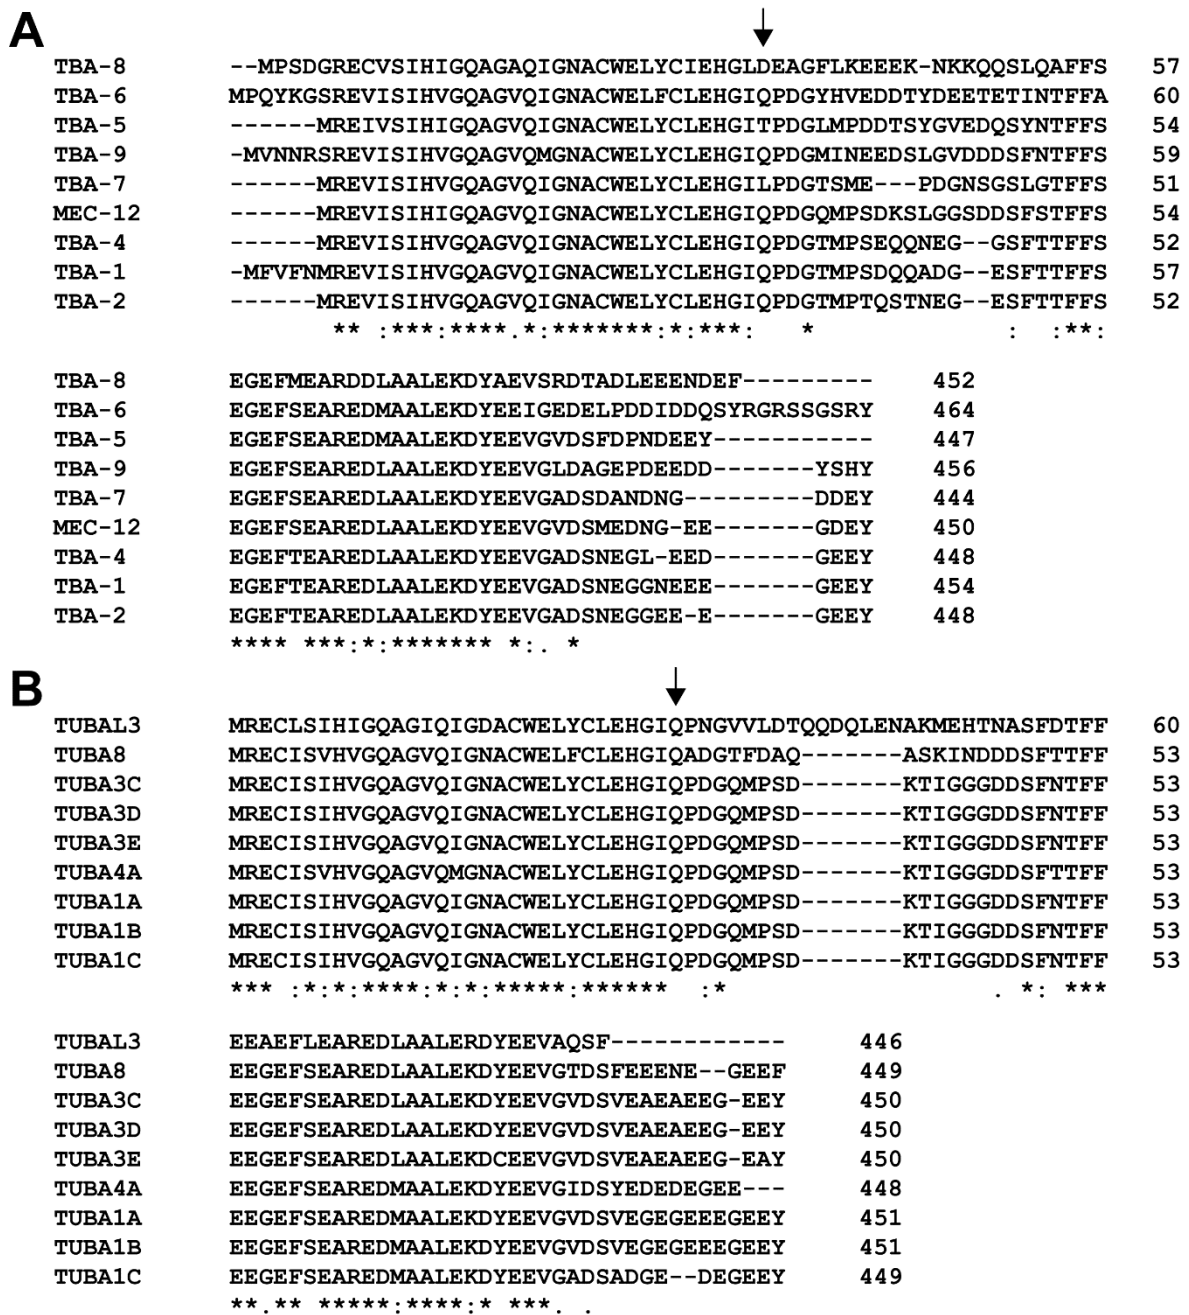 A
TBA-8 --MPSDGRECVSIHIGQAGAQIGNACWELYCIEHGLDEAGFLKEEEK-NKKQQSLQAFFS 57
TBA-6 MPQYKGSREVISIHVGQAGVQIGNACWELFCLEHGIQPDGYHVEDDTYDEETETINTFFA 60
TBA-5 ------MREIVSIHIGQAGVQIGNACWELYCLEHGITPDGLMPDDTSYGVEDQSYNTFFS 54
TBA-9 -MVNNRSREVISIHVGQAGVQMGNACWELYCLEHGIQPDGMINEEDSLGVDDDSFNTFFS 59
TBA-7 ------MREVISIHVGQAGVQIGNACWELYCLEHGILPDGTSME---PDGNSGSLGTFFS 51
MEC-12 ------MREVISIHIGQAGVQIGNACWELYCLEHGIQPDGQMPSDKSLGGSDDSFSTFFS 54
TBA-4 ------MREVISIHVGQAGVQIGNACWELYCLEHGIQPDGTMPSEQQNEG--GSFTTFFS 52
TBA-1 -MFVFNMREVISIHVGQAGVQIGNACWELYCLEHGIQPDGTMPSDQQADG--ESFTTFFS 57
TBA-2 ------MREVISIHVGQAGVQIGNACWELYCLEHGIQPDGTMPTQSTNEG--ESFTTFFS 52
** :***:****.*:*******:*:***:   *             :  :**:
TBA-8 EGEFMEARDDLAALEKDYAEVSRDTADLEEENDEF--------- 452
TBA-6 EGEFSEAREDMAALEKDYEEIGEDELPDDIDDQSYRGRSSGSRY 464
TBA-5 EGEFSEAREDMAALEKDYEEVGVDSFDPNDEEY----------- 447
TBA-9 EGEFSEAREDLAALEKDYEEVGLDAGEPDEEDD-------YSHY 456
TBA-7 EGEFSEAREDLAALEKDYEEVGADSDANDNG---------DDEY 444
MEC-12 EGEFSEAREDLAALEKDYEEVGVDSMEDNG-EE-------GDEY 450
TBA-4 EGEFTEAREDLAALEKDYEEVGADSNEGL-EED-------GEEY 448
TBA-1 EGEFTEAREDLAALEKDYEEVGADSNEGGNEEE-------GEEY 454
TBA-2 EGEFTEAREDLAALEKDYEEVGADSNEGGEE-E-------GEEY 448
**** ***:*:******* *:. *
B
TUBAL3 MRECLSIHIGQAGIQIGDACWELYCLEHGIQPNGVVLDTQQDQLENAKMEHTNASFDTFF 60
TUBA8 MRECISVHVGQAGVQIGNACWELFCLEHGIQADGTFDAQ-------ASKINDDDSFTTFF 53
TUBA3C MRECISIHVGQAGVQIGNACWELYCLEHGIQPDGQMPSD-------KTIGGGDDSFNTFF 53
TUBA3D MRECISIHVGQAGVQIGNACWELYCLEHGIQPDGQMPSD-------KTIGGGDDSFNTFF 53
TUBA3E MRECISIHVGQAGVQIGNACWELYCLEHGIQPDGQMPSD-------KTIGGGDDSFNTFF 53
TUBA4A MRECISVHVGQAGVQMGNACWELYCLEHGIQPDGQMPSD-------KTIGGGDDSFTTFF 53
TUBA1A MRECISIHVGQAGVQIGNACWELYCLEHGIQPDGQMPSD-------KTIGGGDDSFNTFF 53
TUBA1B MRECISIHVGQAGVQIGNACWELYCLEHGIQPDGQMPSD-------KTIGGGDDSFNTFF 53
TUBA1C MRECISIHVGQAGVQIGNACWELYCLEHGIQPDGQMPSD-------KTIGGGDDSFNTFF 53
*** :*:*:****:*:*:*****:******  :*                  . *: ***
TUBAL3 EEAEFLEAREDLAALERDYEEVAQSF------------ 446
TUBA8 EEGEFSEAREDLAALEKDYEEVGTDSFEEENE--GEEF 449
TUBA3C EEGEFSEAREDLAALEKDYEEVGVDSVEAEAEEG-EEY 450
TUBA3D EEGEFSEAREDLAALEKDYEEVGVDSVEAEAEEG-EEY 450
TUBA3E EEGEFSEAREDLAALEKDCEEVGVDSVEAEAEEG-EAY 450
TUBA4A EEGEFSEAREDMAALEKDYEEVGIDSYEDEDEGEE--- 448
TUBA1A EEGEFSEAREDMAALEKDYEEVGVDSVEGEGEEEGEEY 451
TUBA1B EEGEFSEAREDMAALEKDYEEVGVDSVEGEGEEEGEEY 451
TUBA1C EEGEFSEAREDMAALEKDYEEVGADSADGE--DEGEEY 449
**.** *****:****:* ***. .